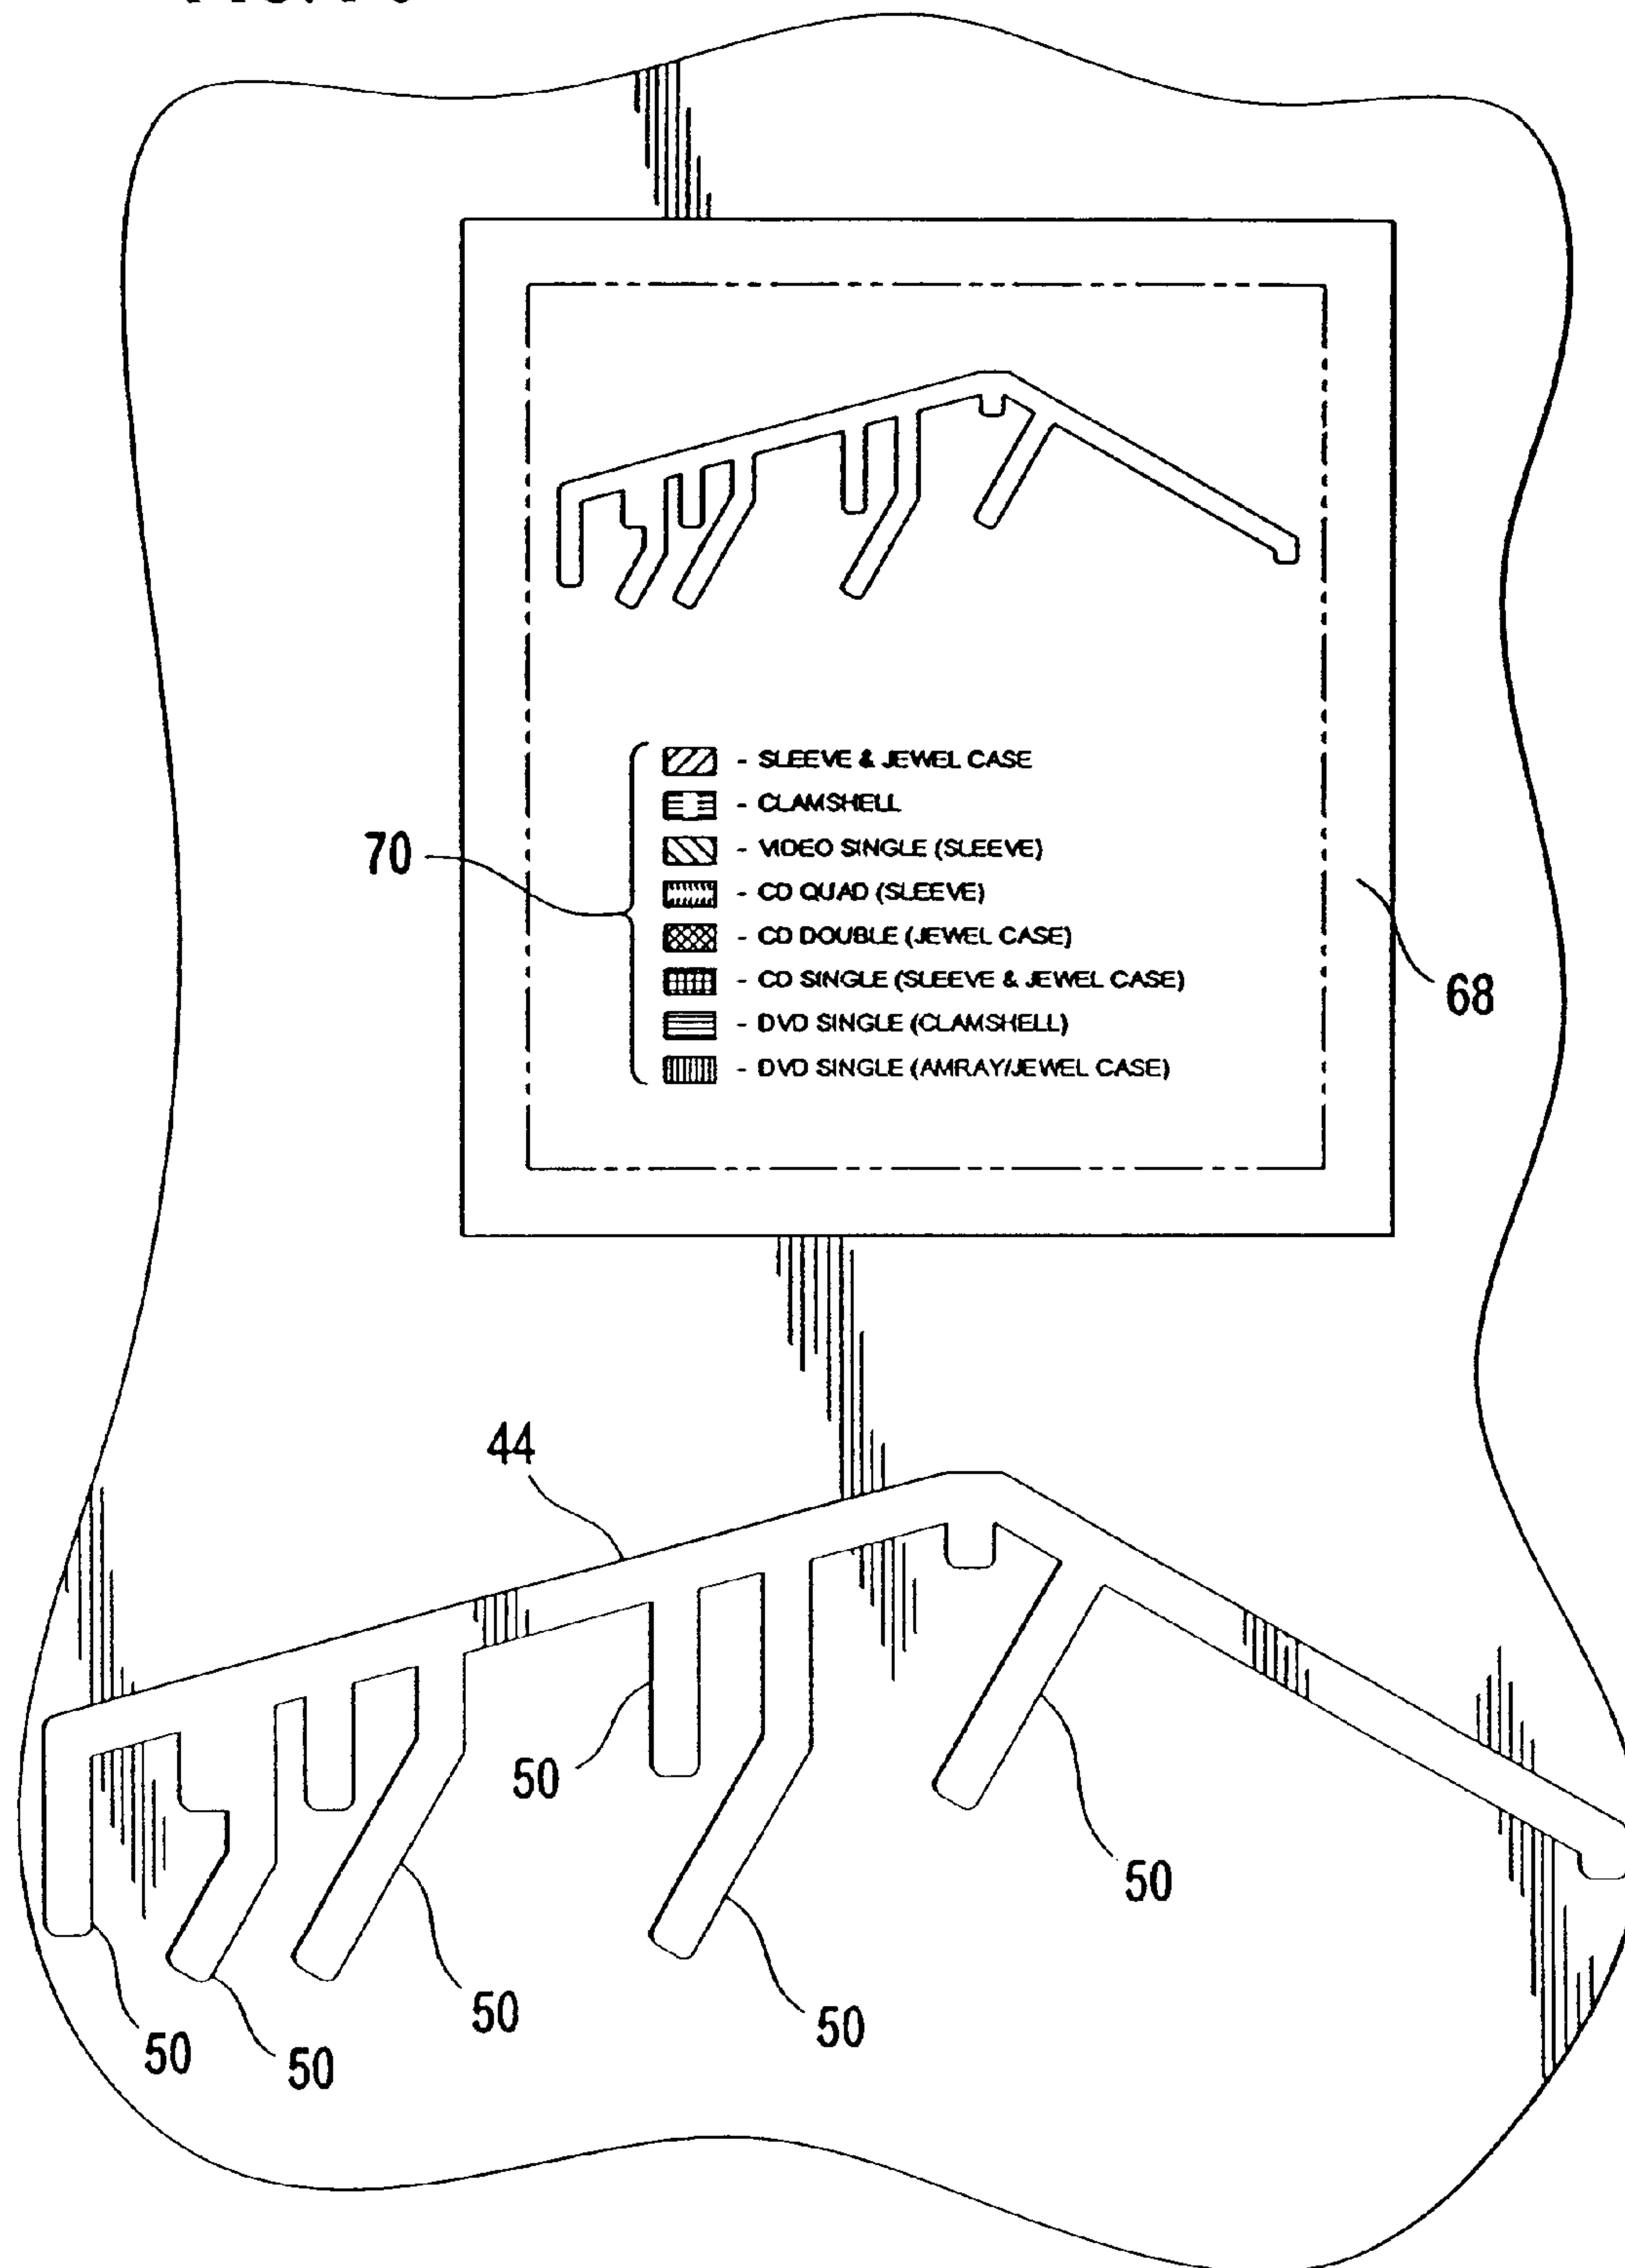 - SLEEVE & JEWEL CASE
- CLAMSHELL
- VIDEO SINGLE (SLEEVE)
70
- CD QUAD (SLEEVE)
- CD DOUBLE (JEWEL CASE)
- CD SINGLE (SLEEVE & JEWEL CASE)
68
- DVD SINGLE (CLAMSHELL)
- DVD SINGLE (AMRAY/JEWEL CASE)
44
50
50
50
50
50
50